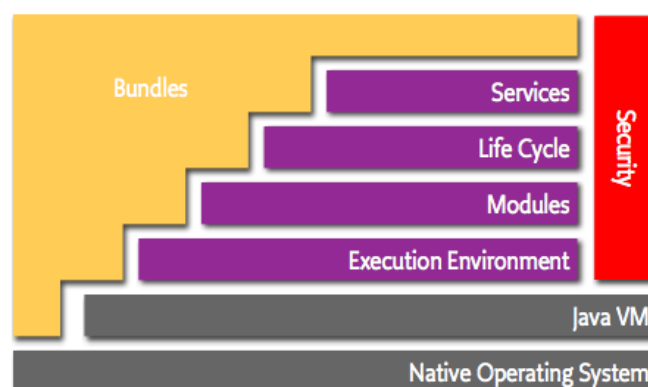 Bundles
Services
Life Cycle
Modules
Execution Environment
Java VM
Native Operating System
Security